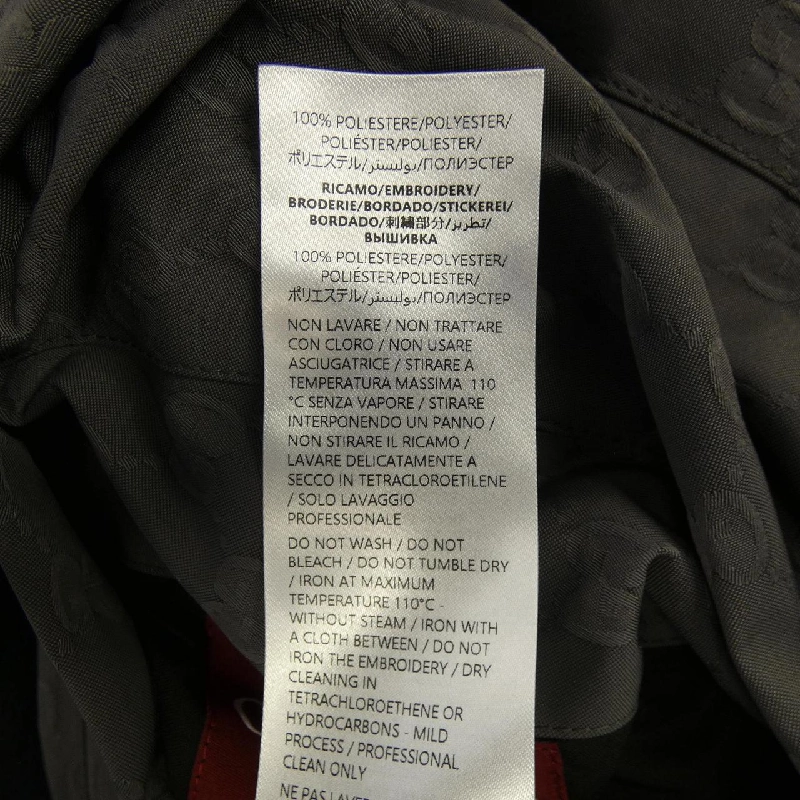 100% POLIESTERE/POLYESTER/
POLIÉSTER/POLYESTER/
ポリエステル/بوليستر/ПОЛИЭСТЕР
RICAMO/EMBROIDERY/
BRODERIE/BORDADO/STICKEREI/
BORDADO/刺繍部分/تطريز/
ВЫШИВКА
100% POLIESTERE/POLYESTER/
POLIÉSTER/POLYESTER/
ポリエステル/بوليستر/ПОЛИЭСТЕР
NON LAVARE / NON TRATTARE
CON CLORO / NON USARE
ASCIUGATRICE / STIRARE A
TEMPERATURA MASSIMA 110
°C SENZA VAPORE / STIRARE
INTERPONENDO UN PANNO /
NON STIRARE IL RICAMO /
LAVARE DELICATAMENTE A
SECCO IN TETRACLOROETILENE
/ SOLO LAVAGGIO
PROFESSIONALE
DO NOT WASH / DO NOT
BLEACH / DO NOT TUMBLE DRY
/ IRON AT MAXIMUM
TEMPERATURE 110°C -
WITHOUT STEAM / IRON WITH
A CLOTH BETWEEN / DO NOT
IRON THE EMBROIDERY / DRY
CLEANING IN
TETRACHLOROETHENE OR
HYDROCARBONS - MILD
PROCESS / PROFESSIONAL
CLEAN ONLY
NE PAS LAVER